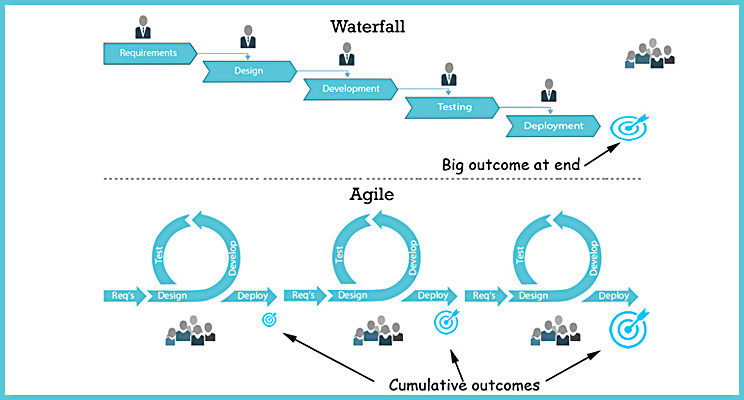 Waterfall
Requirements
Design
Development
Testing
Deployment
Big outcome at end
Agile
Test
Develop
Req's
Design
Deploy
Test
Develop
Req's
Design
Deploy
Test
Develop
Req's
Design
Deploy
Cumulative outcomes